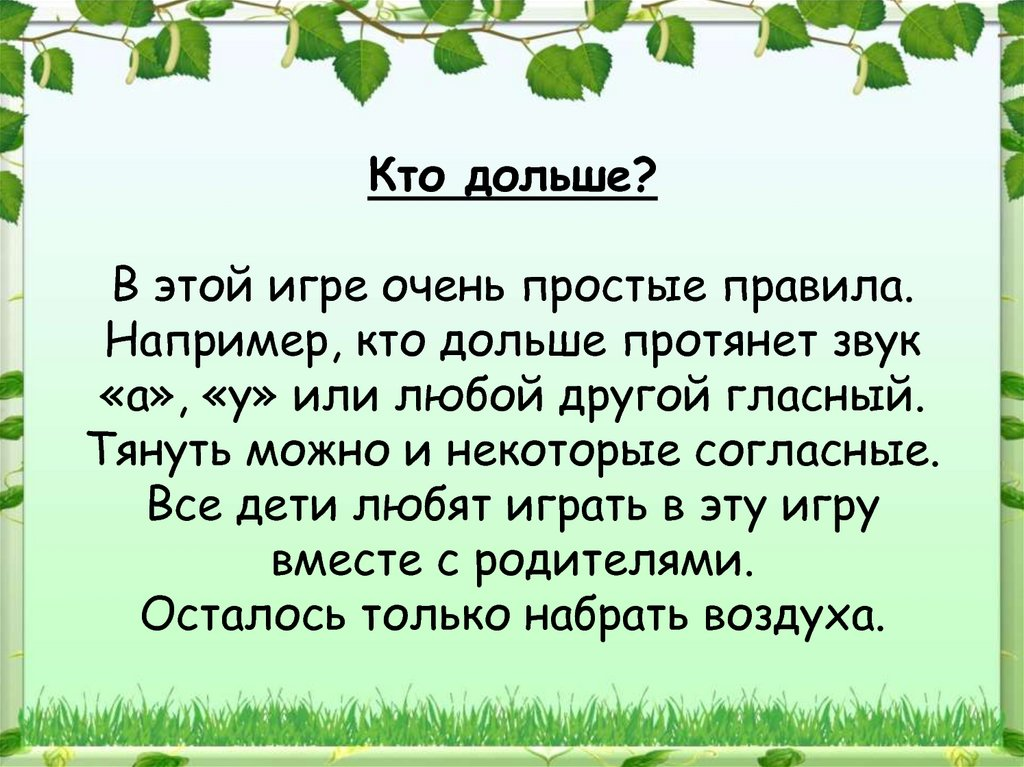 Кто дольше?
В этой игре очень простые правила.
Например, кто дольше протянет звук
«а», «у» или любой другой гласный.
Тянуть можно и некоторые согласные.
Все дети любят играть в эту игру
вместе с родителями.
Осталось только набрать воздуха.